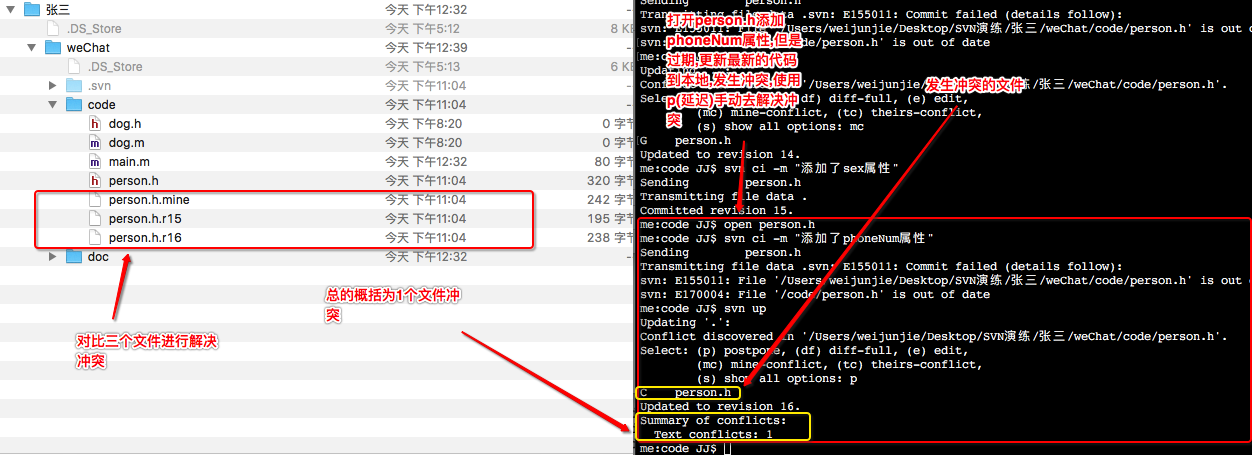 张三 今天 下午12:32 --
.DS_Store 今天 下午5:12 8 KE
weChat 今天 下午12:39 --
.DS_Store 今天 下午5:13 6 KE
.svn 今天 下午11:04 --
code 今天 下午11:04 --
dog.h 今天 下午8:20 0 字节
dog.m 今天 下午8:20 0 字节
main.m 今天 下午12:32 80 字节
person.h 今天 下午11:04 320 字节
person.h.mine 今天 下午11:04 242 字节
person.h.r15 今天 下午11:04 195 字节
person.h.r16 今天 下午11:04 238 字节
doc 今天 下午12:32 --
对比三个文件进行解决
冲突
总的概括为1个文件冲
突
打开person.h添加
phoneNum属性,但是
过期,更新最新的代码
到本地,发生冲突,使用
p(延迟)手动去解决冲
突
发生冲突的文件
Sending person.h
Transmitting file data .svn: E155011: Commit failed (details follow):
svn: E155011: File '/Users/weijunjie/Desktop/SVN演练/张三/weChat/code/person.h' is out
svn: /code/person.h' is out of date
me:
Updating
Conflict '/Users/weijunjie/Desktop/SVN演练/张三/weChat/code/person.h'.
Select: (df) diff-full, (e) edit,
(mc) mine-conflict, (tc) theirs-conflict,
(s) show all options: mc
G person.h
Updated to revision 14.
me:code JJ$ svn ci -m "添加了sex属性"
Sending person.h
Transmitting file data .
Committed revision 15.
me:code JJ$ open person.h
me:code JJ$ svn ci -m "添加了phoneNum属性"
Sending person.h
Transmitting file data .svn: E155011: Commit failed (details follow):
svn: E155011: File '/Users/weijunjie/Desktop/SVN演练/张三/weChat/code/person.h' is out
svn: E170004: File '/code/person.h' is out of date
me:code JJ$ svn up
Updating '.':
Conflict discovered in '/Users/weijunjie/Desktop/SVN演练/张三/weChat/code/person.h'.
Select: (p) postpone, (df) diff-full, (e) edit,
(mc) mine-conflict, (tc) theirs-conflict,
(s) show all options: p
C person.h
Updated to revision 16.
Summary of conflicts:
Text conflicts: 1
me:code JJ$